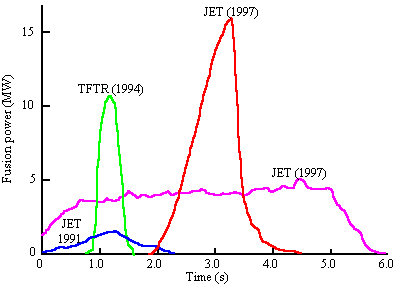 JET (1997)
15
TFTR (1994)
10
Fusion power (MW)
JET (1997)
5
JET
1991
0
0 1.0 2.0 3.0 4.0 5.0 6.0
Time (s)